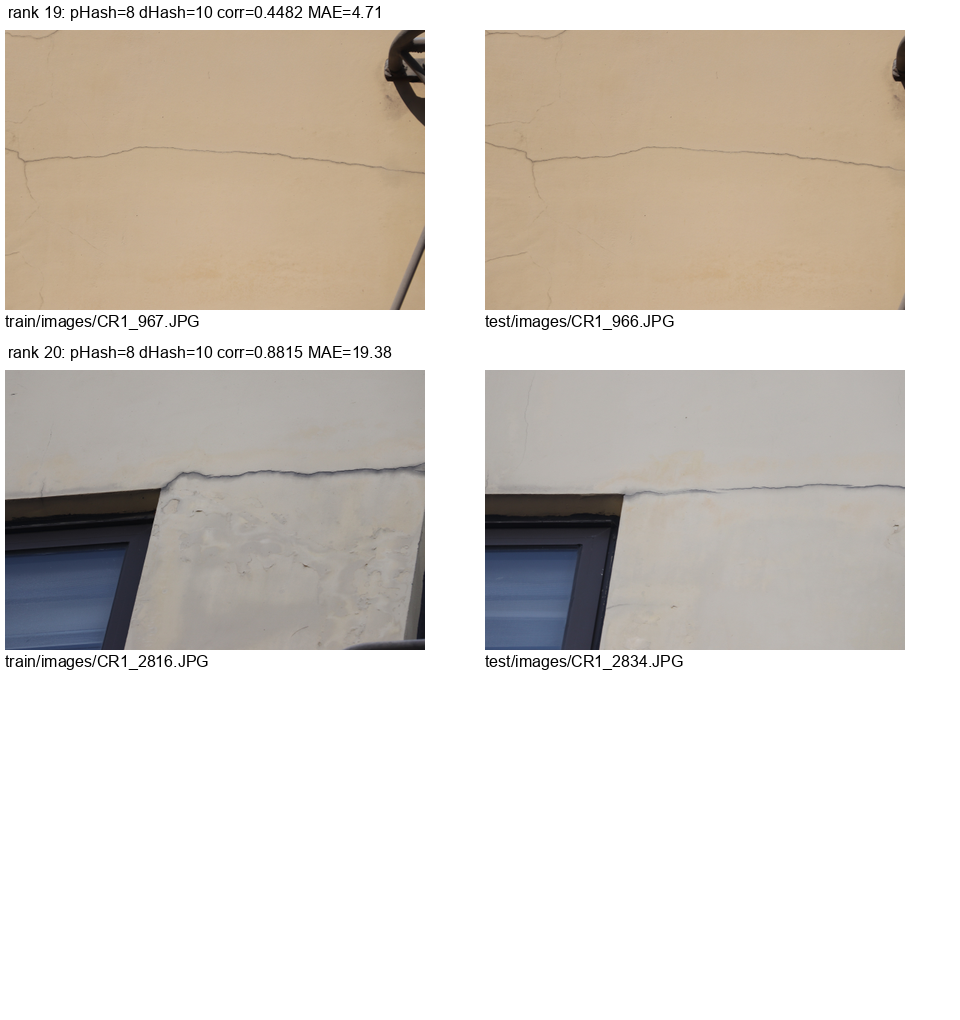 rank 19: pHash=8 dHash=10 corr=0.4482 MAE=4.71
train/images/CR1_967.JPG
test/images/CR1_966.JPG
rank 20: pHash=8 dHash=10 corr=0.8815 MAE=19.38
train/images/CR1_2816.JPG
test/images/CR1_2834.JPG